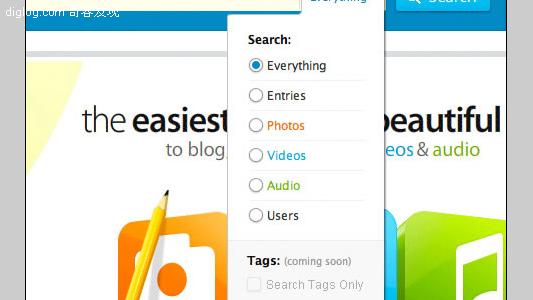 diglog.com 奇客发现
Everything
Search
Search:
Everything
Entries
Photos
Videos
Audio
Users
Tags: (coming soon)
Search Tags Only
the easiest
beautiful
to blog,
eos & audio